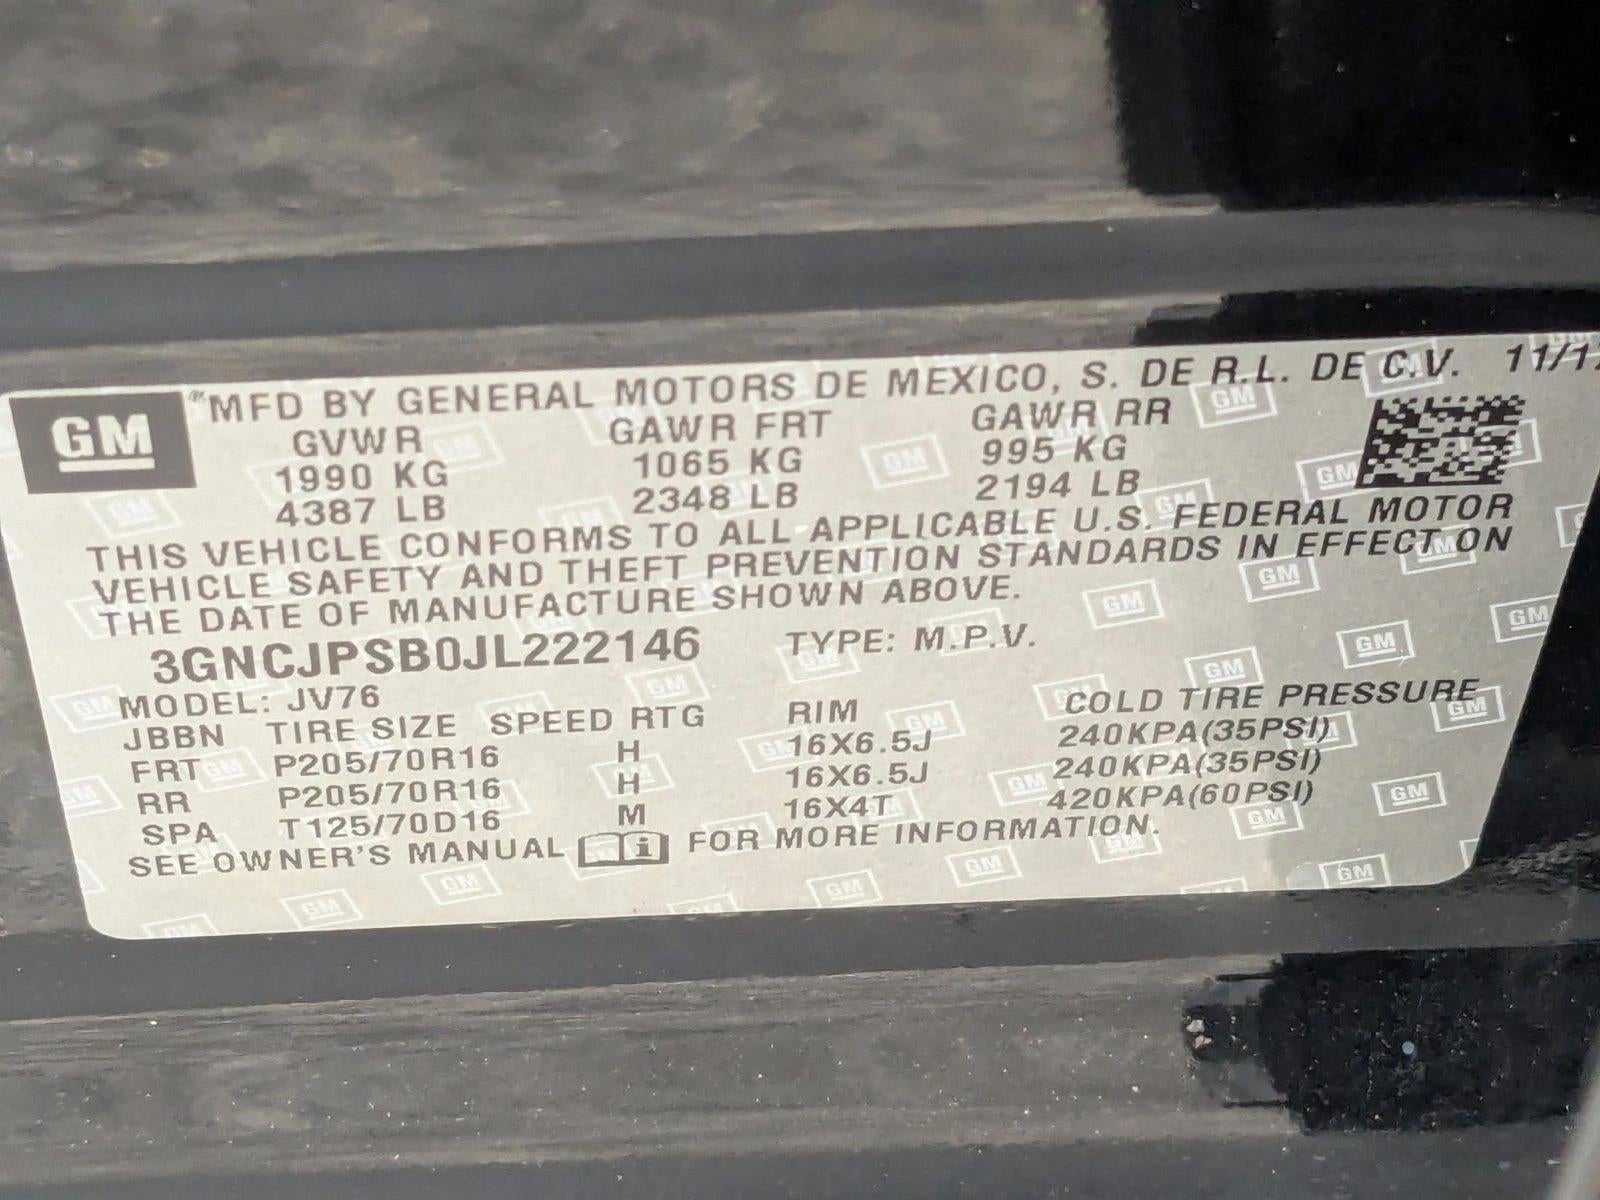 GM
MFD BY GENERAL MOTORS DE MEXICO, S. DE R.L. DE C.V. 11/17
GVWR GAWR FRT GAWR RR
1990 KG 1065 KG 995 KG
4387 LB 2348 LB 2194 LB
THIS VEHICLE CONFORMS TO ALL APPLICABLE U.S. FEDERAL MOTOR
VEHICLE SAFETY AND THEFT PREVENTION STANDARDS IN EFFECT ON
THE DATE OF MANUFACTURE SHOWN ABOVE.
3GNCJPSB0JL222146 TYPE: M.P.V.
MODEL: JV76
JBBN TIRE SIZE SPEED RTG RIM COLD TIRE PRESSURE
FRT P205/70R16 H 16X6.5J 240KPA(35PSI)
RR P205/70R16 H 16X6.5J 240KPA(35PSI)
SPA T125/70D16 M 16X4T 420KPA(60PSI)
SEE OWNER'S MANUAL i FOR MORE INFORMATION.